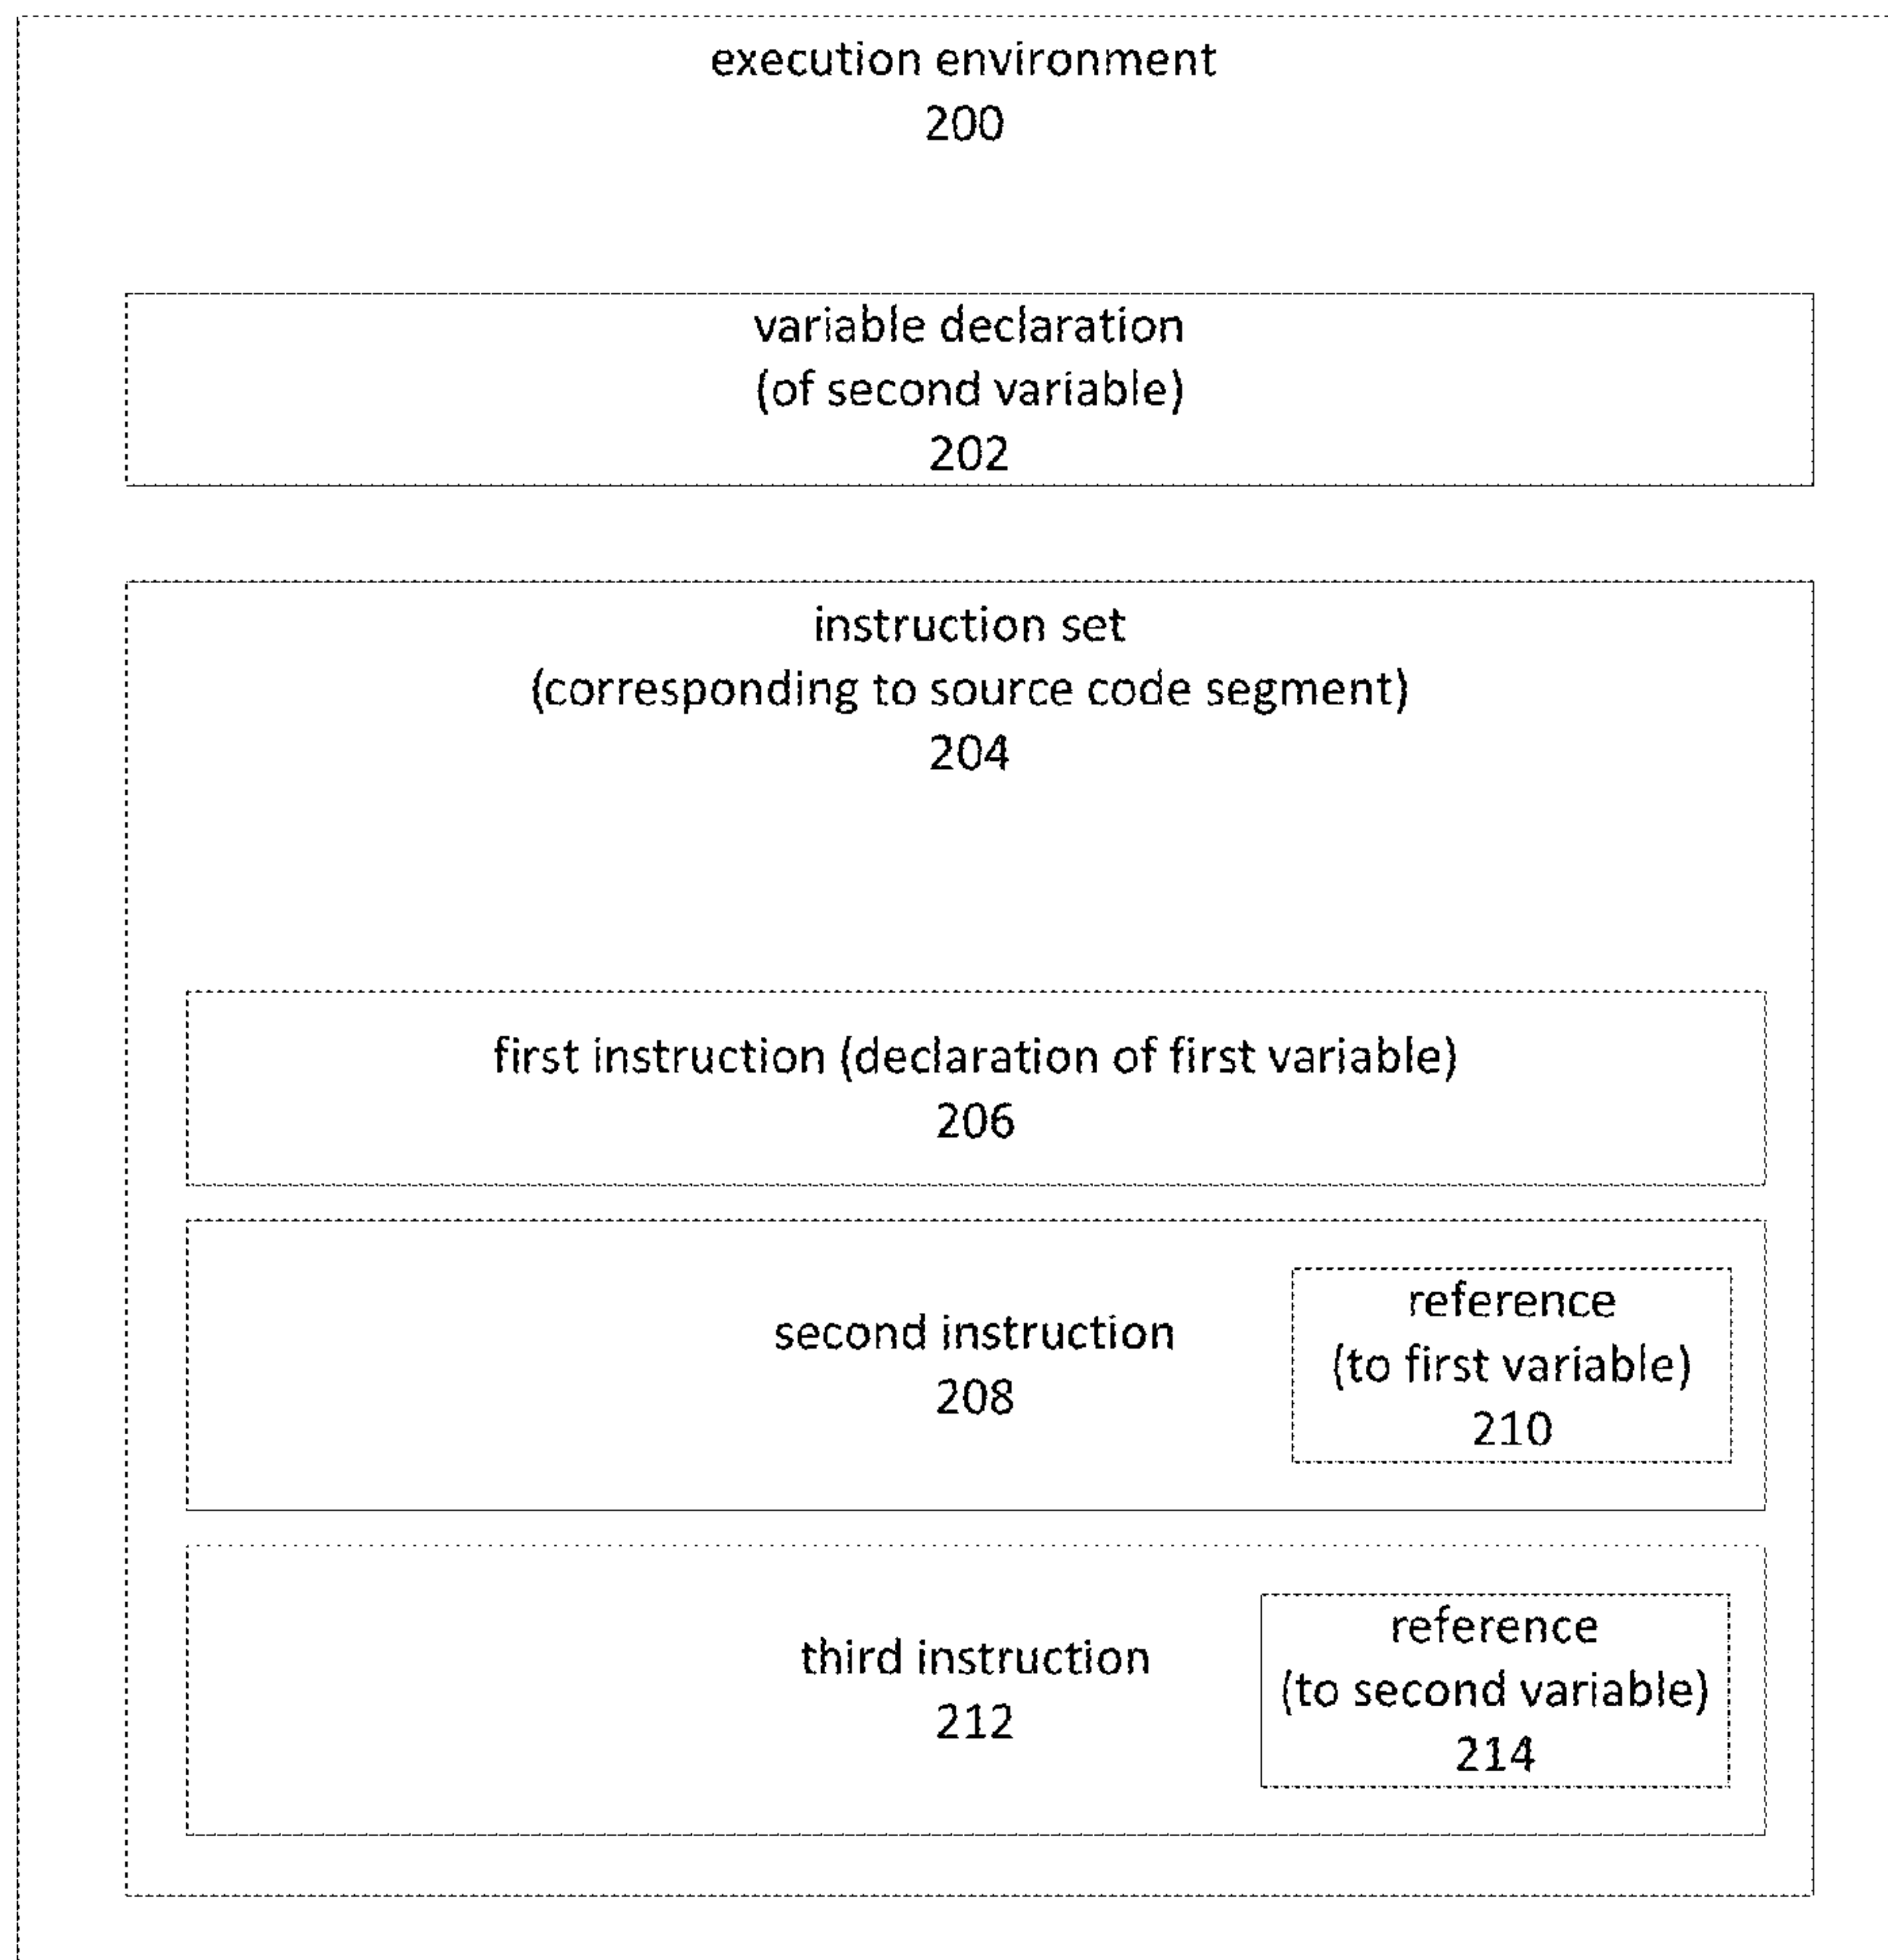 execution environment
200
variable declaration
(of second variable)
202
instruction set
(corresponding to source code segment)
204
first instruction (declaration of first variable)
206
second instruction
208
reference
(to first variable)
210
third instruction
212
reference
(to second variable)
214